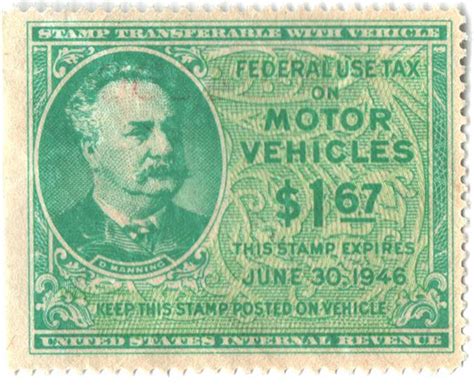 STAMP TRANSFERABLE WITH VEHICLE
FEDERAL USE TAX
ON
MOTOR
VEHICLES
$1.67
THIS STAMP EXPIRES
JUNE 30, 1946
D. MANNING
KEEP THIS STAMP POSTED ON VEHICLE
UNITED STATES INTERNAL REVENUE